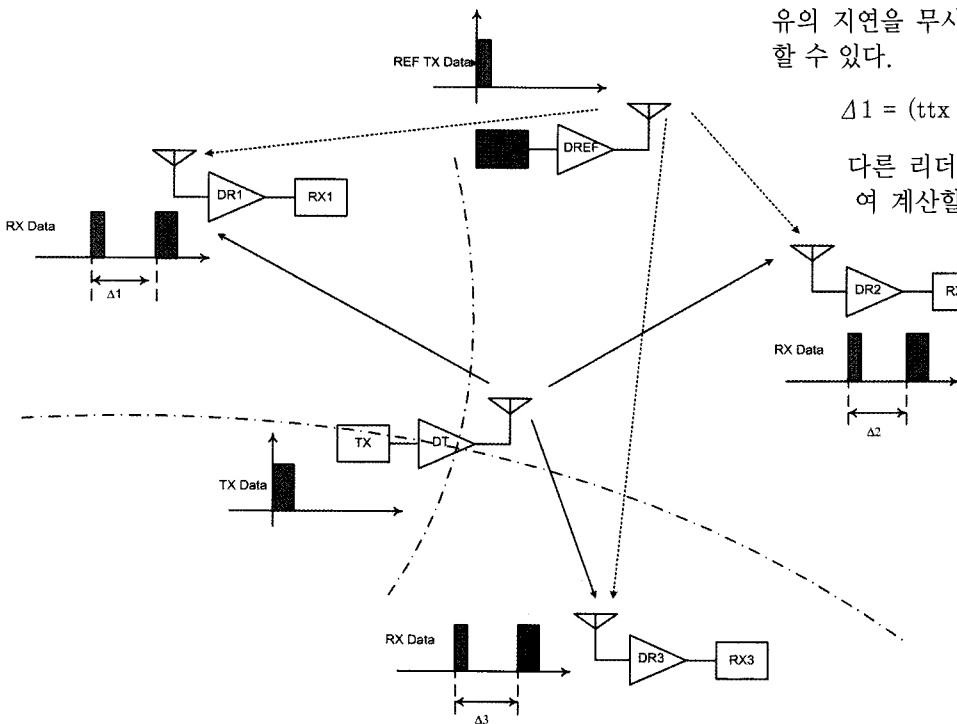 유의 지연을 무시
할 수 있다.
REF TX Data
Δ1 = (ttx
DREF
다른 리더
여 계산할
DR1
RX1
RX Data
Δ1
DR2
RX
RX Data
Δ2
TX
DT
TX Data
RX Data
DR3
RX3
Δ3